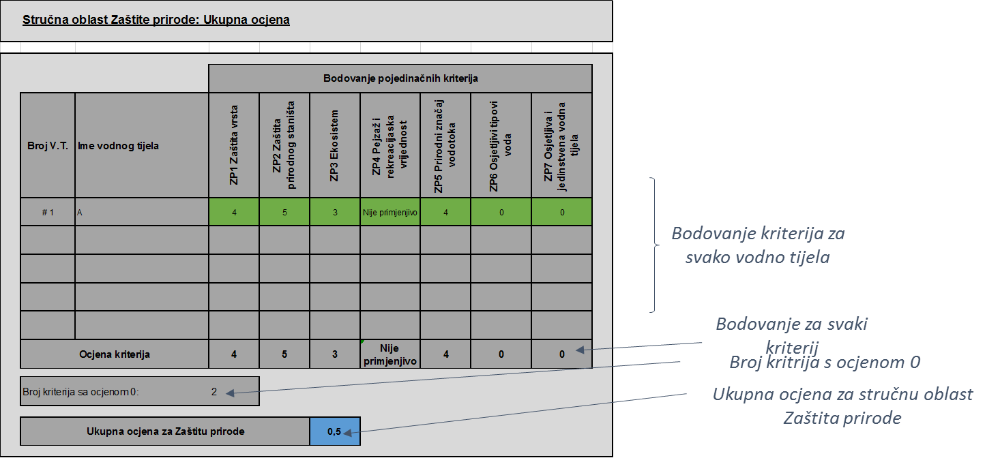 Stručna oblast Zaštite prirode: Ukupna ocjena
Bodovanje pojedinačnih kriterija
Broj V.T.
Ime vodnog tijela
ZP1 Zaštita vrsta
ZP2 Zaštita
prirodnog staništa
ZP3 Ekosistem
ZP4 Pejzaž i
rekreacijaska
vrijednost
ZP5 Prirodni značaj
vodotoka
ZP6 Osjetljivi tipovi
voda
ZP7 Osjetljiva i
jedinstvena vodna
tijela
# 1 A 4 5 3 Nije primjenjivo 4 0 0
Ocjena kriterija 4 5 3 Nije primjenjivo 4 0 0
Broj kriterija sa ocjenom 0: 2
Ukupna ocjena za Zaštitu prirode 0,5
Bodovanje kriterija za
svako vodno tijela
Bodovanje za svaki
kriterij
Broj kritrija s ocjenom 0
Ukupna ocjena za stručnu oblast
Zaštita prirode